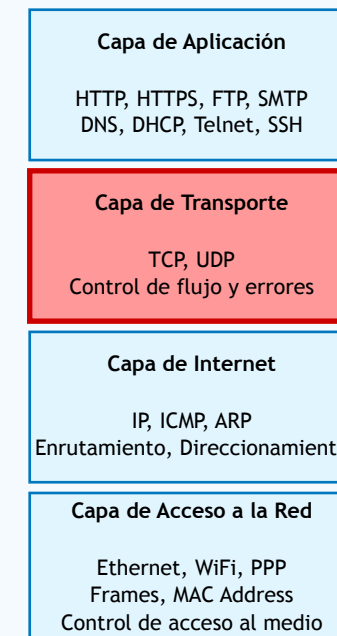 Capa de Aplicación
HTTP, HTTPS, FTP, SMTP
DNS, DHCP, Telnet, SSH
Capa de Transporte
TCP, UDP
Control de flujo y errores
Capa de Internet
IP, ICMP, ARP
Enrutamiento, Direccionamient
Capa de Acceso a la Red
Ethernet, WiFi, PPP
Frames, MAC Address
Control de acceso al medio